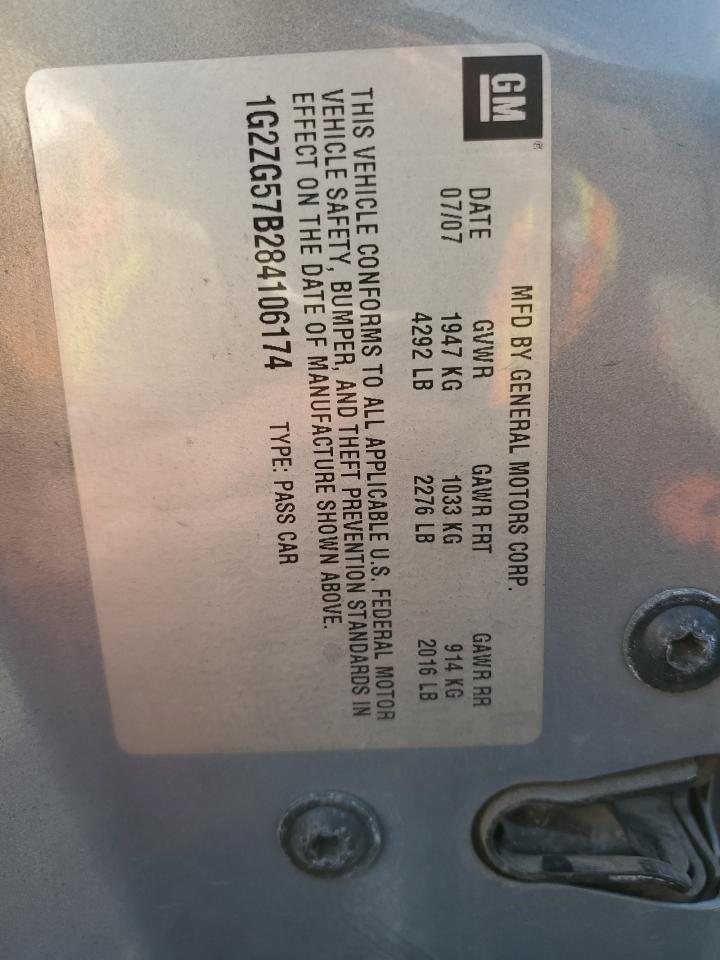 GM
MFD BY GENERAL MOTORS CORP.
DATE GVWR GAWR FRT GAWR RR
07/07 1947 KG 1033 KG 914 KG
4292 LB 2276 LB 2016 LB
THIS VEHICLE CONFORMS TO ALL APPLICABLE U.S. FEDERAL MOTOR
VEHICLE SAFETY, BUMPER, AND THEFT PREVENTION STANDARDS IN
EFFECT ON THE DATE OF MANUFACTURE SHOWN ABOVE.
1G2ZG57B284106174 TYPE: PASS CAR